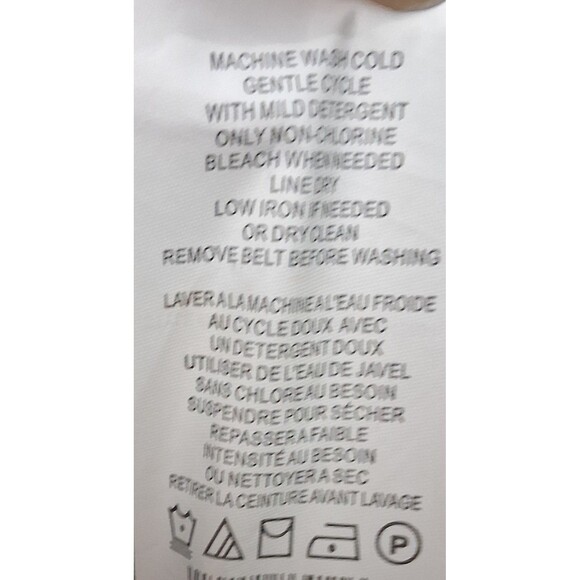 MACHINE WASH COLD
GENTLE CYCLE
WITH MILD DETERGENT
ONLY NON-CHLORINE
BLEACH WHEN NEEDED
LINE DRY
LOW IRON IF NEEDED
OR DRY CLEAN
REMOVE BELT BEFORE WASHING
LAVER A LA MACHINE A L'EAU FROIDE
AU CYCLE DOUX AVEC
UN DETERGENT DOUX
UTILISER DE L'EAU DE JAVEL
SANS CHLORE AU BESOIN
SUSPENDRE POUR SÉCHER
REPASSER A FAIBLE
INTENSITÉ AU BESOIN
OU NETTOYER A SEC
RETIRER LA CEINTURE AVANT LAVAGE
P